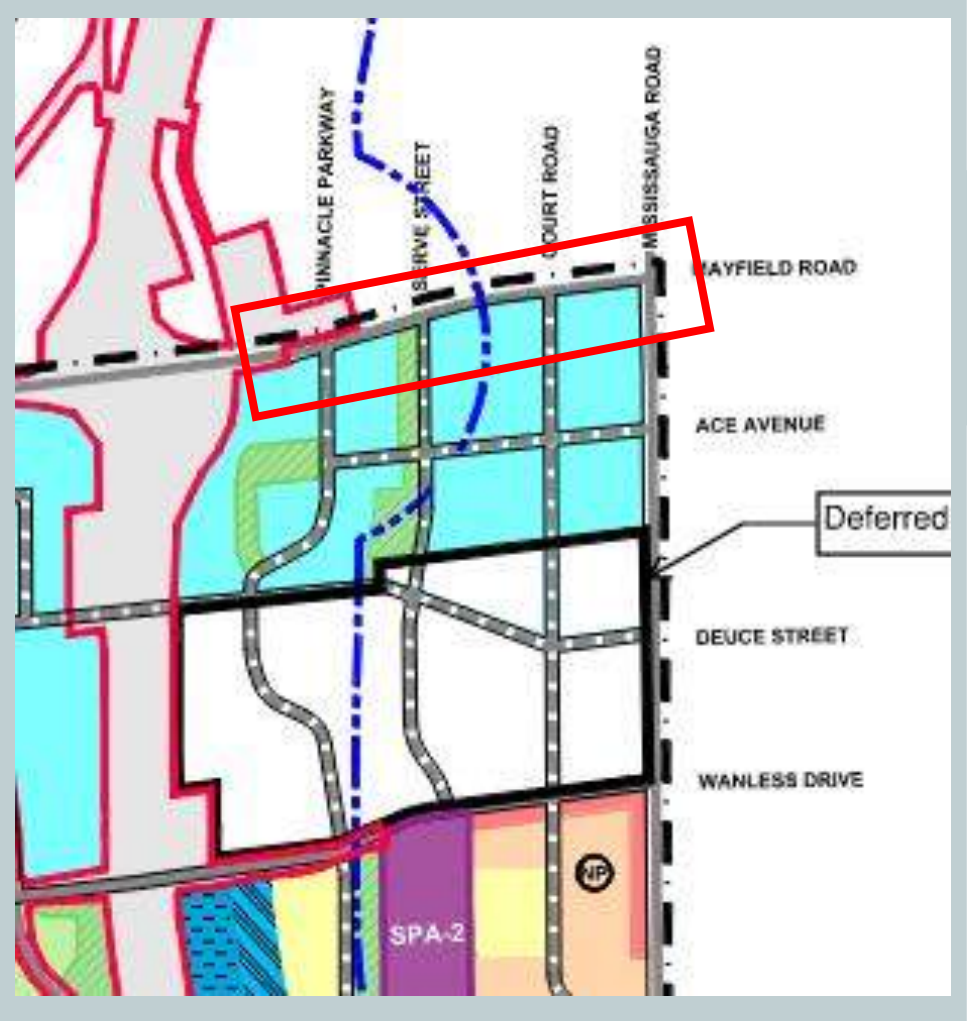 PINNACLE PARKWAY
SERVE STREET
COURT ROAD
MISSISSAUGA ROAD
MAYFIELD ROAD
ACE AVENUE
Deferred
DEUCE STREET
WANLESS DRIVE
NP
SPA-2